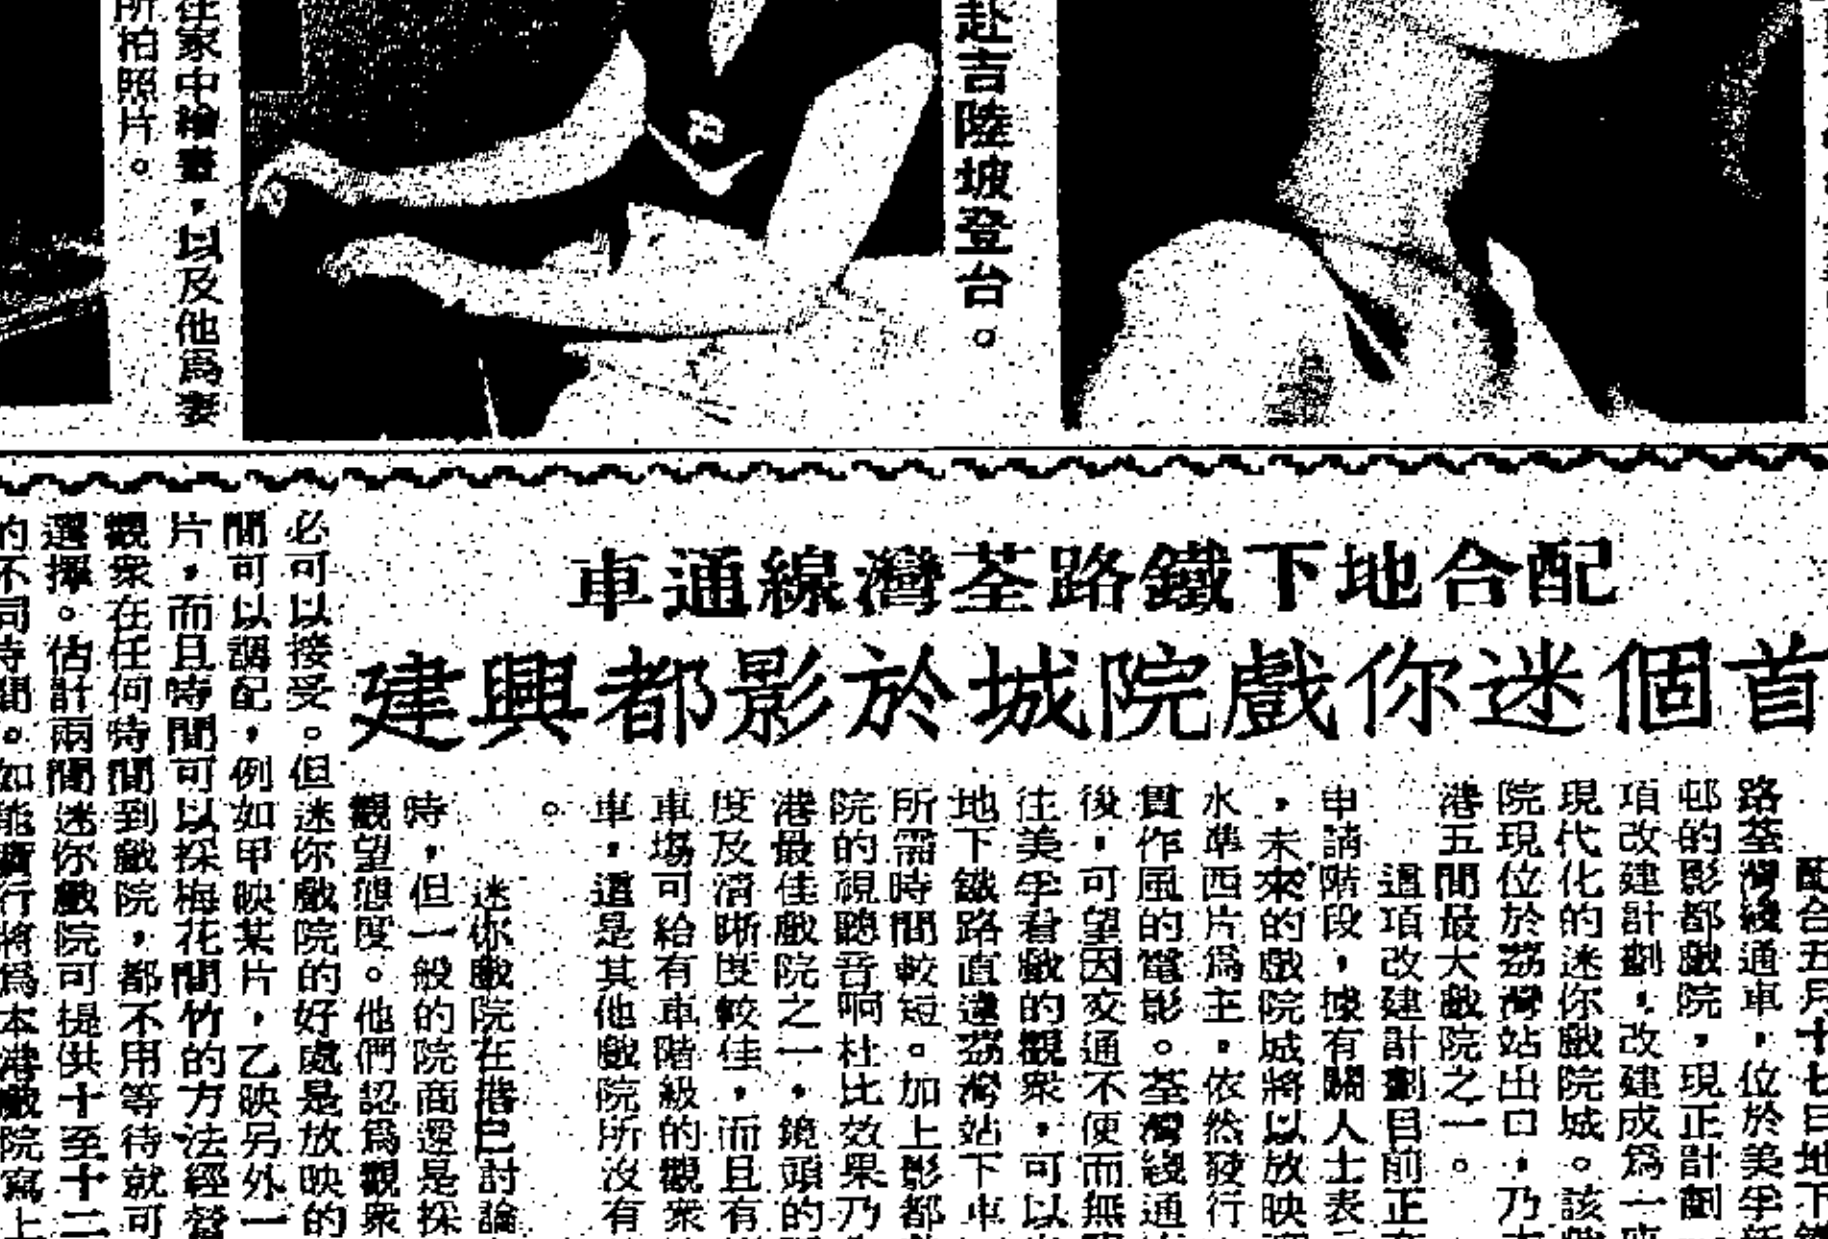 赴吉陸坡登台。
在家中繪畫，以及他爲妻
所拍照片。
配合地下鐵路荃灣線通車
首個迷你戲院城於影都興建
配合五月十七日地下
路荃灣綫通車，位於美孚新
邨的影都戲院，現正計劃
項改建計劃，改建成爲一座
現代化的迷你戲院城。該戲
院現位於荔灣站出口，乃
港五間最大戲院之一。
這項改建計劃目前正在
申請階段，據有關人士表
，未來的戲院城將以放映
水準西片爲主，依然發行
貫作風的電影。荃灣綫通
後，可望因交通不便而無
往美孚看戲的觀衆，可以
地下鐵路直達荔灣站下車
所需時間較短。加上影都
院的視聽音响杜比效果乃
港最佳戲院之一，鏡頭的
度及清晰度較佳，而且有
車場可給有車階級的觀衆
車，這是其他戲院所沒有
。
迷你戲院在港已討論
時，但一般的院商還是採
觀望態度。他們認爲觀衆
必可以接受。但迷你戲院的好處是放映的
間可以調配，例如甲映某片，乙映另外一
片，而且時間可以採梅花間竹的方法經營
觀衆在任何時間到戲院，都不用等待就可
選擇。估計兩間迷你戲院可提供十至十二
的不同時間。如能實行將爲本港戲院寫上